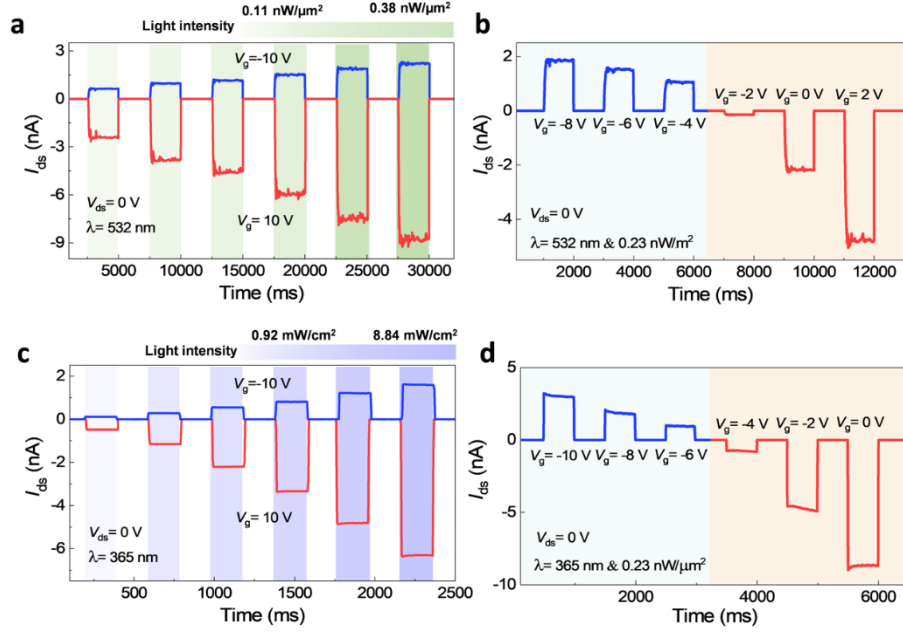 a
0.11 nW/μm² 0.38 nW/μm²
Light intensity
3
0
-3
-6
-9
Vg=-10 V
Vg= 10 V
Vds= 0 V
λ= 532 nm
5000 10000 15000 20000 25000 30000
Time (ms)
Ids (nA)
b
2
0
-2
-4
Vg= -8 V Vg= -6 V Vg= -4 V
Vg= -2 V Vg= 0 V Vg= 2 V
Vds= 0 V
λ= 532 nm & 0.23 nW/m²
2000 4000 6000 8000 10000 12000
Time (ms)
Ids (nA)
c
0.92 mW/cm² 8.84 mW/cm²
Light intensity
2
0
-2
-4
-6
Vg=-10 V
Vg= 10 V
Vds= 0 V
λ= 365 nm
500 1000 1500 2000 2500
Time (ms)
Ids (nA)
d
5
0
-5
-10
Vg= -10 V Vg= -8 V Vg= -6 V
Vg= -4 V Vg= -2 V Vg= 0 V
Vds= 0 V
λ= 365 nm & 0.23 nW/μm²
2000 4000 6000
Time (ms)
Ids (nA)